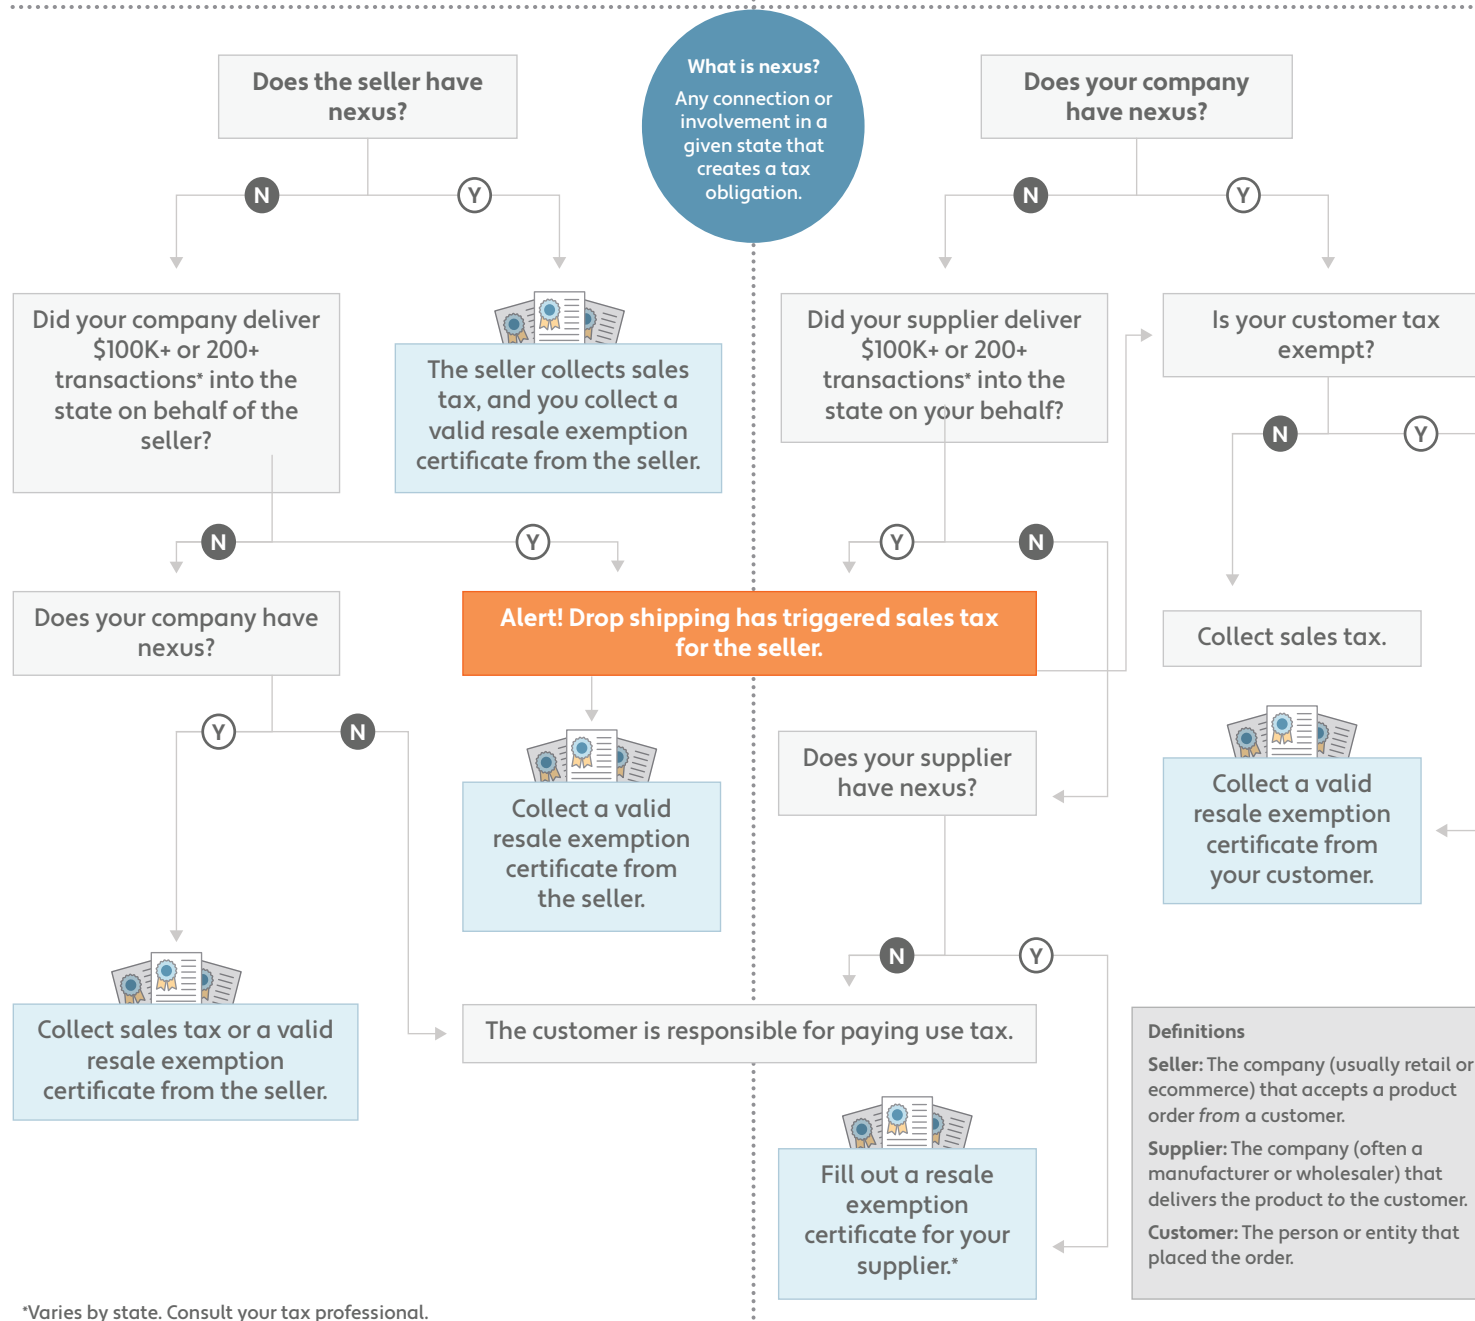 Does the seller have
nexus?
N
Y
Did your company deliver
$100K+ or 200+
transactions* into the
state on behalf of the
seller?
The seller collects sales
tax, and you collect a
valid resale exemption
certificate from the seller.
N
Y
Does your company have
nexus?
Y
N
Collect sales tax or a valid
resale exemption
certificate from the seller.
What is nexus?
Any connection or
involvement in a
given state that
creates a tax
obligation.
Alert! Drop shipping has triggered sales tax
for the seller.
Collect a valid
resale exemption
certificate from
the seller.
The customer is responsible for paying use tax.
Does your company
have nexus?
N
Y
Did your supplier deliver
$100K+ or 200+
transactions* into the
state on your behalf?
Y
N
Does your supplier
have nexus?
N
Y
Fill out a resale
exemption
certificate for your
supplier.*
Is your customer tax
exempt?
N
Y
Collect sales tax.
Collect a valid
resale exemption
certificate from
your customer.
Definitions
Seller: The company (usually retail or
ecommerce) that accepts a product
order from a customer.
Supplier: The company (often a
manufacturer or wholesaler) that
delivers the product to the customer.
Customer: The person or entity that
placed the order.
*Varies by state. Consult your tax professional.